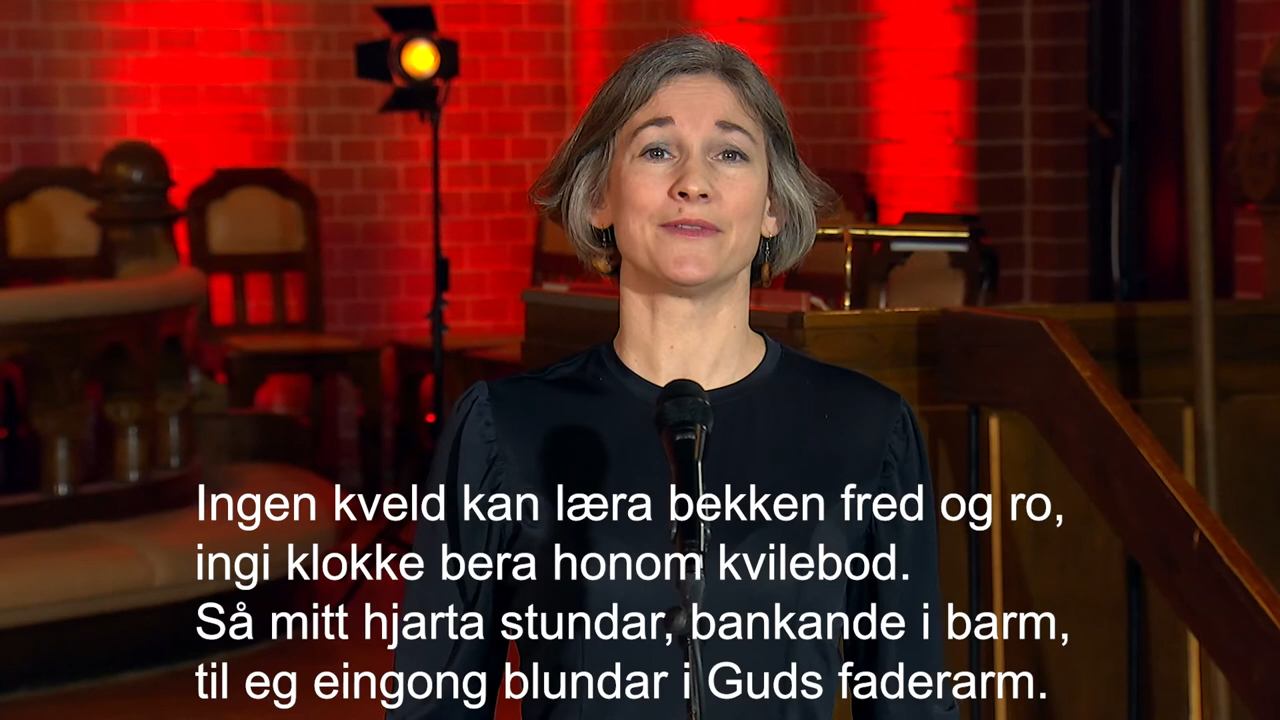 Ingen kveld kan læra bekken fred og ro,
ingi klokke bera honom kvilebod.
Så mitt hjarta stundar, bankande i barm,
til eg eingong blundar i Guds faderarm.